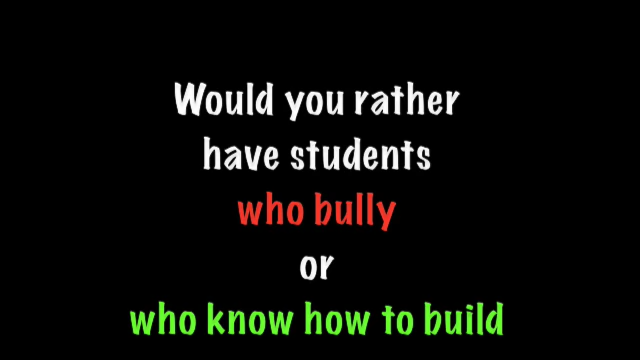 Would you rather
have students
who bully
or
who know how to build